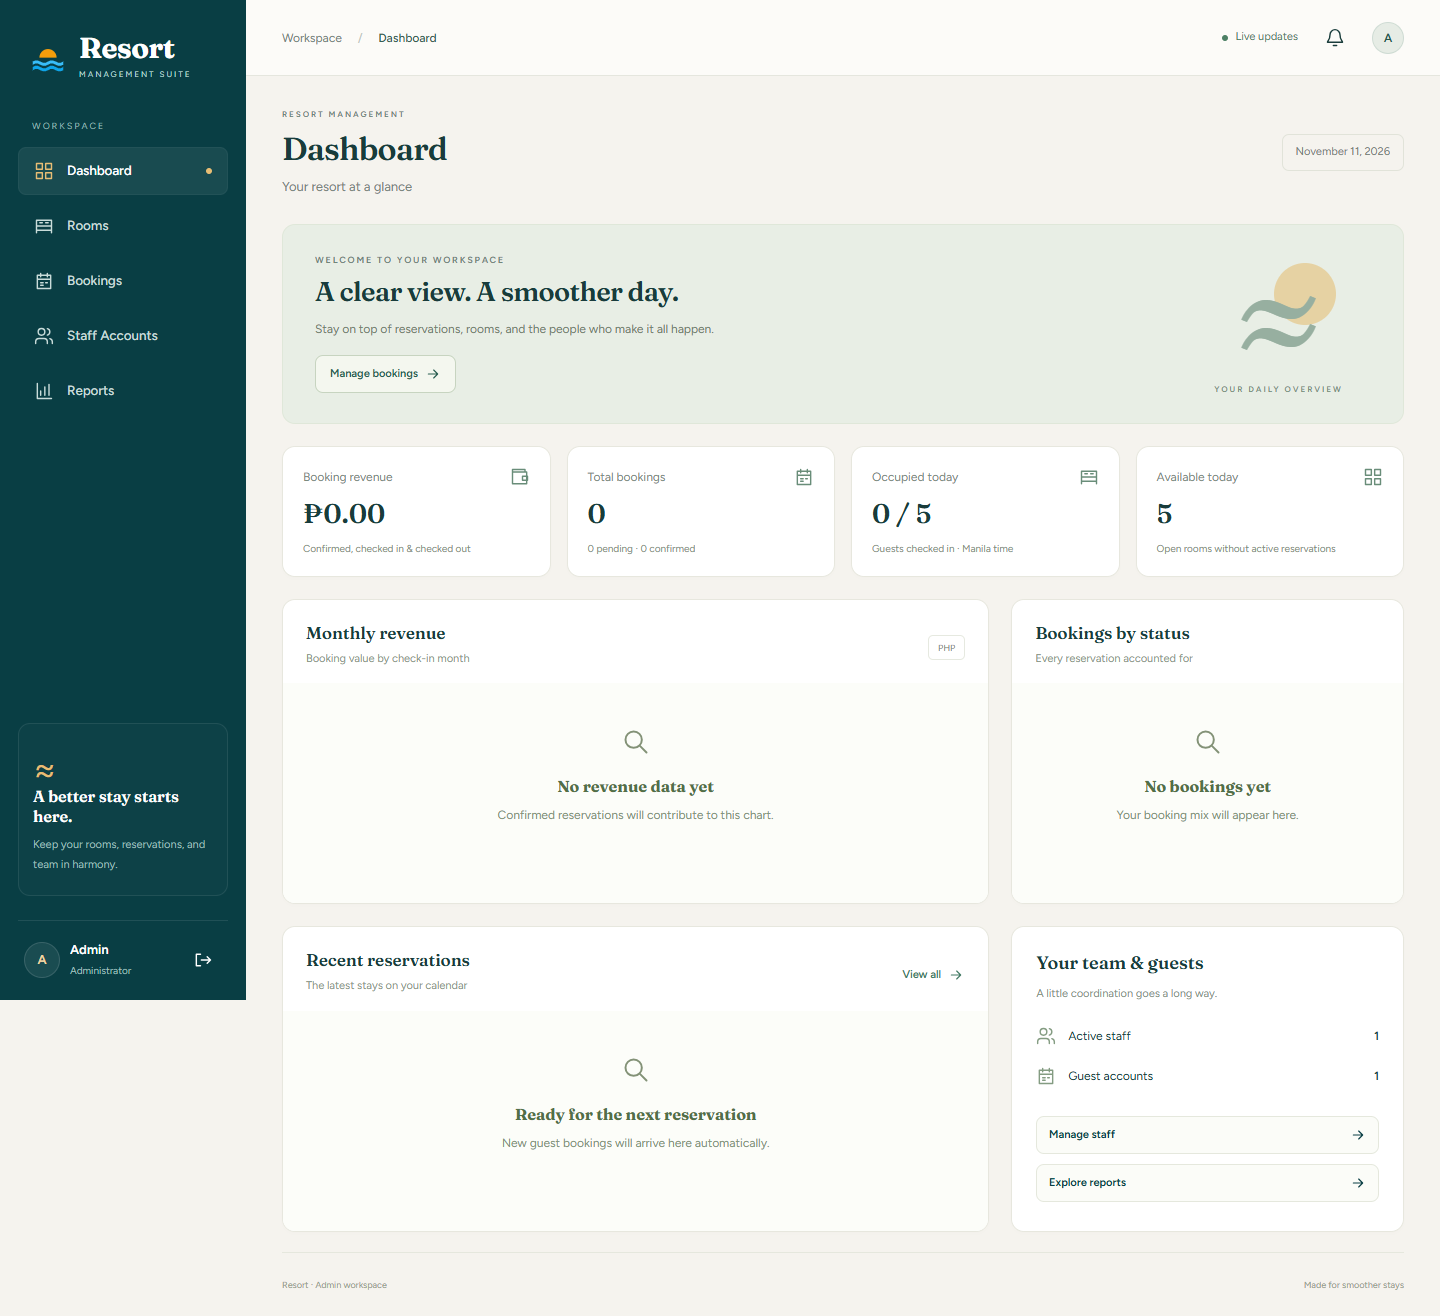 Resort
MANAGEMENT SUITE
WORKSPACE
Dashboard
Rooms
Bookings
Staff Accounts
Reports
A better stay starts
here.
Keep your rooms, reservations, and
team in harmony.
A
Admin
Administrator
Workspace / Dashboard
Live updates
A
RESORT MANAGEMENT
Dashboard
Your resort at a glance
November 11, 2026
WELCOME TO YOUR WORKSPACE
A clear view. A smoother day.
Stay on top of reservations, rooms, and the people who make it all happen.
Manage bookings
YOUR DAILY OVERVIEW
Booking revenue
₱0.00
Confirmed, checked in & checked out
Total bookings
0
0 pending · 0 confirmed
Occupied today
0 / 5
Guests checked in · Manila time
Available today
5
Open rooms without active reservations
Monthly revenue
Booking value by check-in month
PHP
No revenue data yet
Confirmed reservations will contribute to this chart.
Bookings by status
Every reservation accounted for
No bookings yet
Your booking mix will appear here.
Recent reservations
The latest stays on your calendar
View all
Ready for the next reservation
New guest bookings will arrive here automatically.
Your team & guests
A little coordination goes a long way.
Active staff 1
Guest accounts 1
Manage staff
Explore reports
Resort · Admin workspace
Made for smoother stays